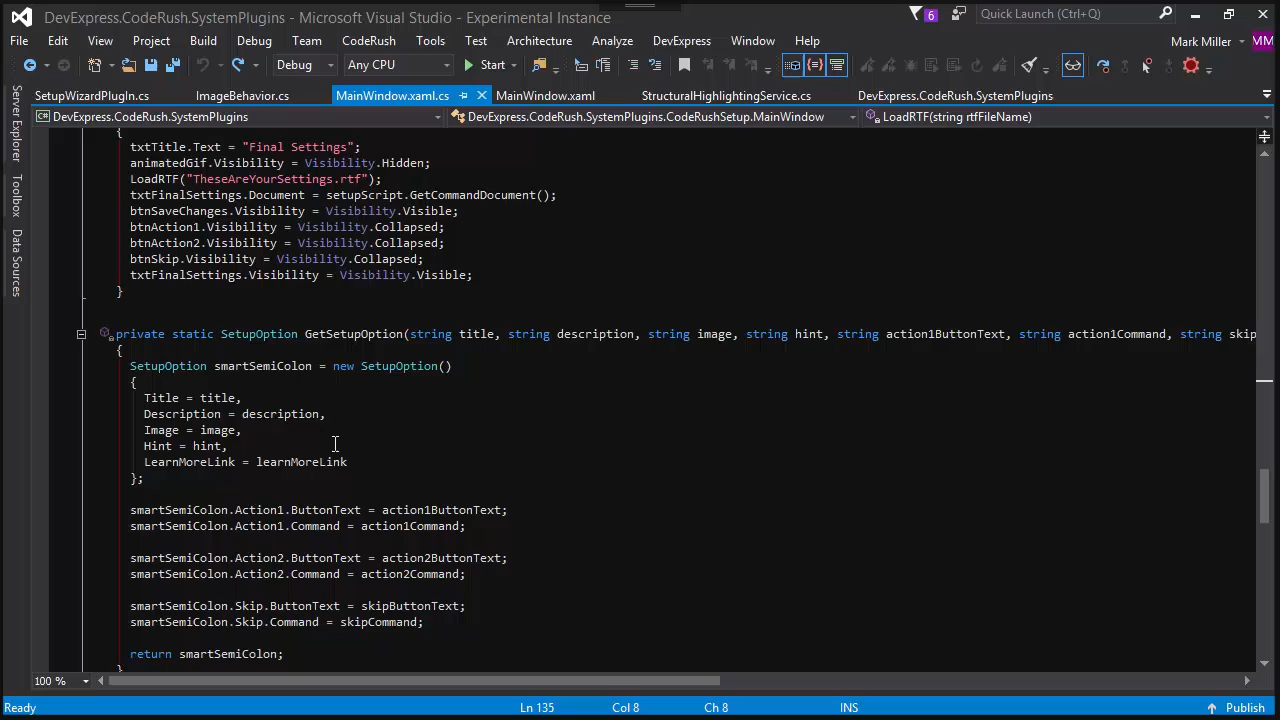 DevExpress.CodeRush.SystemPlugins - Microsoft Visual Studio - Experimental Instance
6
Quick Launch (Ctrl+Q)
File Edit View Project Build Debug Team CodeRush Tools Test Architecture Analyze DevExpress Window Help
Mark Miller MM
Debug Any CPU Start
SetupWizardPlugIn.cs ImageBehavior.cs MainWindow.xaml.cs MainWindow.xaml StructuralHighlightingService.cs DevExpress.CodeRush.SystemPlugins
DevExpress.CodeRush.SystemPlugins DevExpress.CodeRush.SystemPlugins.CodeRushSetup.MainWindow LoadRTF(string rtfFileName)
Server Explorer
Toolbox
Data Sources
{
txtTitle.Text = "Final Settings";
animatedGif.Visibility = Visibility.Hidden;
LoadRTF("TheseAreYourSettings.rtf");
txtFinalSettings.Document = setupScript.GetCommandDocument();
btnSaveChanges.Visibility = Visibility.Visible;
btnAction1.Visibility = Visibility.Collapsed;
btnAction2.Visibility = Visibility.Collapsed;
btnSkip.Visibility = Visibility.Collapsed;
txtFinalSettings.Visibility = Visibility.Visible;
}
private static SetupOption GetSetupOption(string title, string description, string image, string hint, string action1ButtonText, string action1Command, string skip
{
SetupOption smartSemiColon = new SetupOption()
{
Title = title,
Description = description,
Image = image,
Hint = hint,
LearnMoreLink = learnMoreLink
};
smartSemiColon.Action1.ButtonText = action1ButtonText;
smartSemiColon.Action1.Command = action1Command;
smartSemiColon.Action2.ButtonText = action2ButtonText;
smartSemiColon.Action2.Command = action2Command;
smartSemiColon.Skip.ButtonText = skipButtonText;
smartSemiColon.Skip.Command = skipCommand;
return smartSemiColon;
}
100 %
Ready Ln 135 Col 8 Ch 8 INS Publish